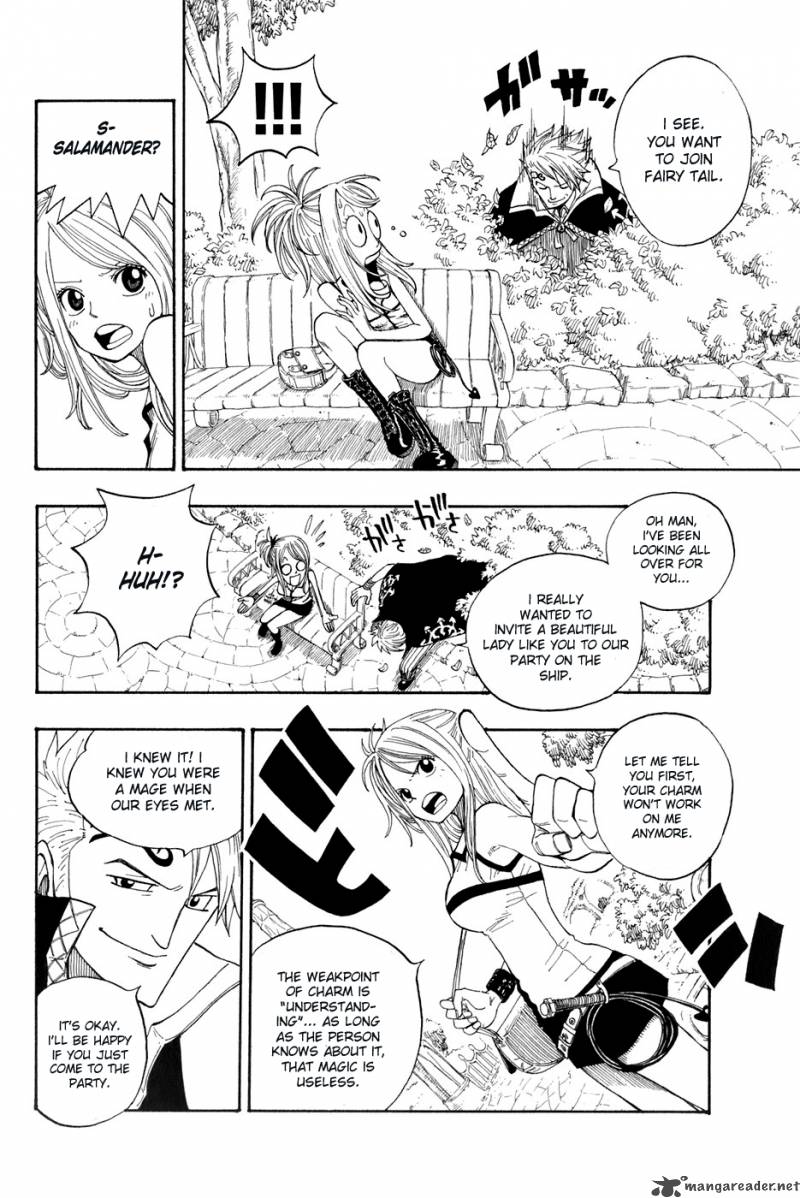 I SEE.
YOU WANT
TO JOIN
FAIRY TAIL.
ガサッ
!!!
S-
SALAMANDER?
OH MAN,
I'VE BEEN
LOOKING ALL
OVER FOR
YOU...
I REALLY
WANTED TO
INVITE A BEAUTIFUL
LADY LIKE YOU TO OUR
PARTY ON THE
SHIP.
がさ
がさ
H-
HUH!?
LET ME TELL
YOU FIRST,
YOUR CHARM
WON'T WORK
ON ME
ANYMORE.
ビシ
THE WEAKPOINT
OF CHARM IS
"UNDERSTAND-
ING"... AS LONG
AS THE PERSON
KNOWS ABOUT IT,
THAT MAGIC IS
USELESS.
I KNEW IT! I
KNEW YOU WERE
A MAGE WHEN
OUR EYES MET.
IT'S OKAY.
I'LL BE HAPPY
IF YOU JUST
COME TO THE
PARTY.
mangareader.net